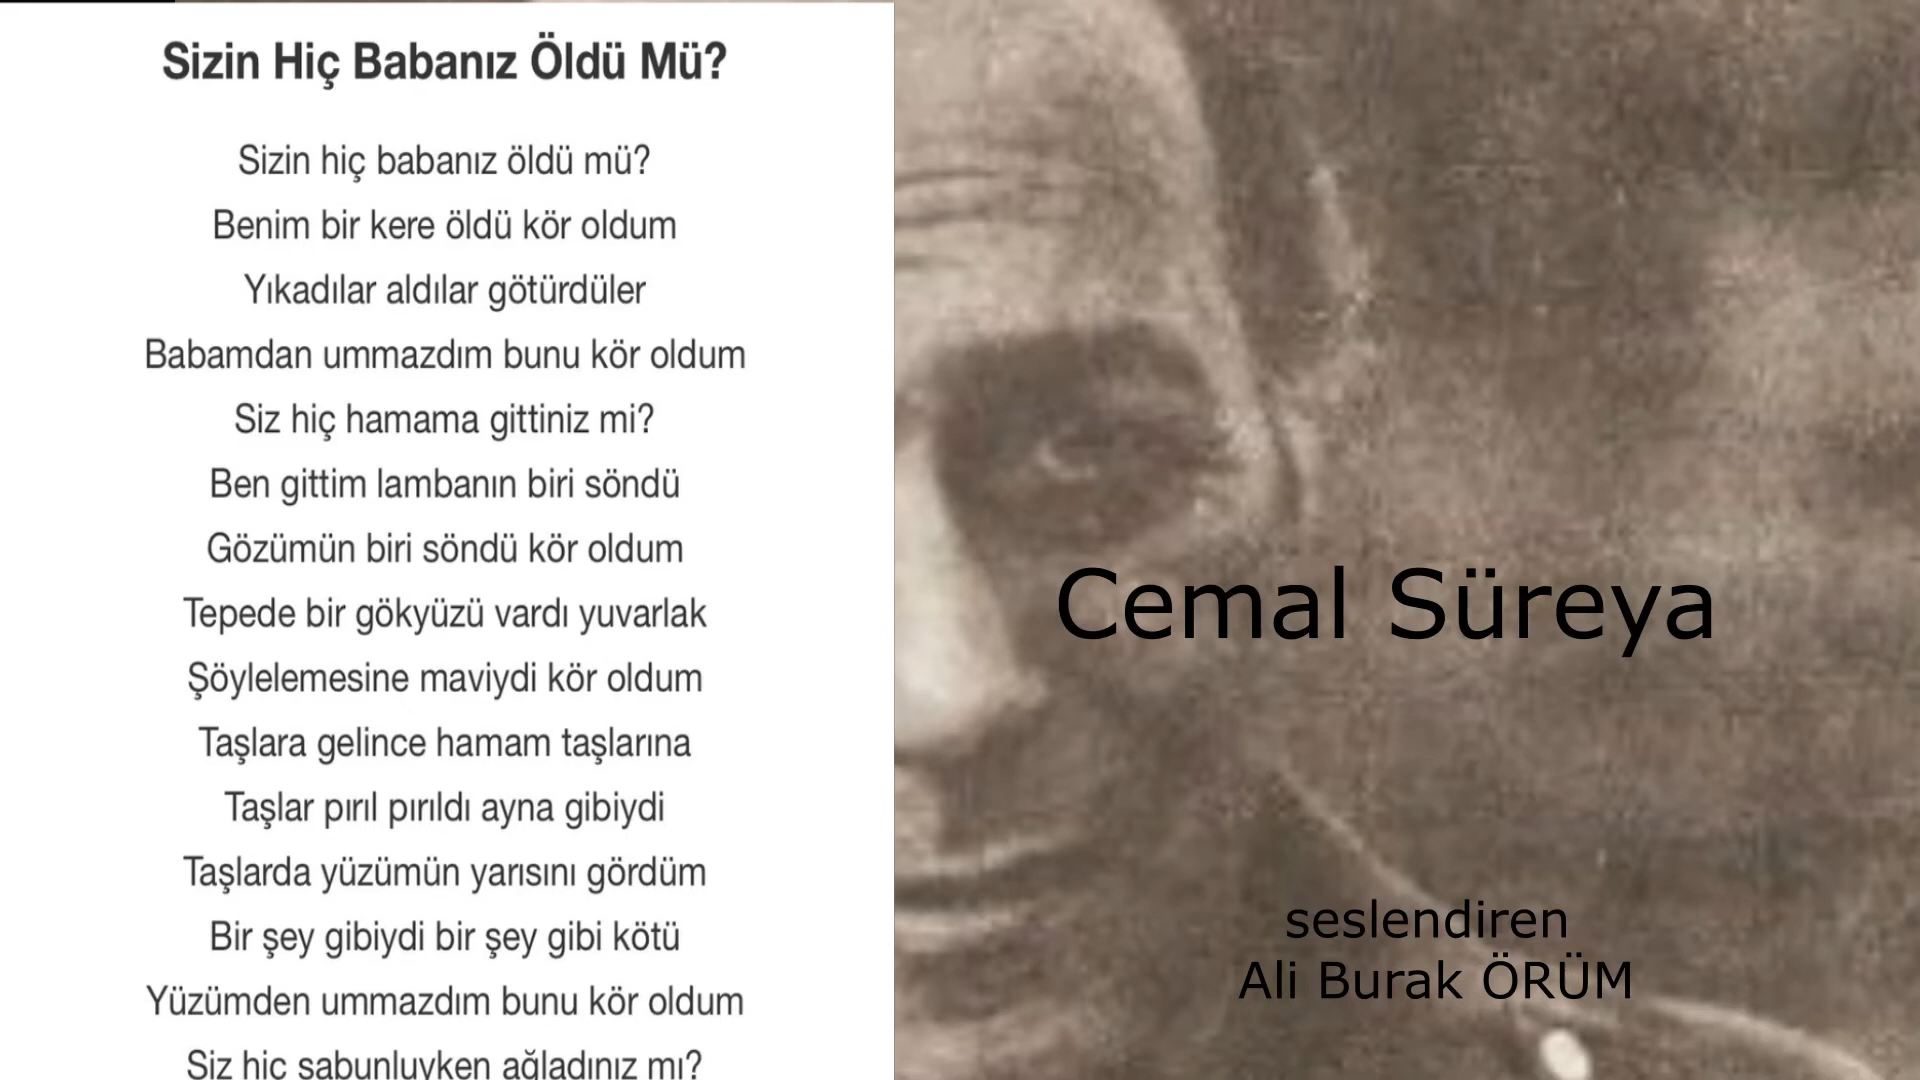 Sizin Hiç Babanız Öldü Mü?
Sizin hiç babanız öldü mü?
Benim bir kere öldü kör oldum
Yıkadılar aldılar götürdüler
Babamdan ummazdım bunu kör oldum
Siz hiç hamama gittiniz mi?
Ben gittim lambanın biri söndü
Gözümün biri söndü kör oldum
Tepede bir gökyüzü vardı yuvarlak
Şöylelemesine maviydi kör oldum
Taşlara gelince hamam taşlarına
Taşlar pırıl pırıldı ayna gibiydi
Taşlarda yüzümün yarısını gördüm
Bir şey gibiydi bir şey gibi kötü
Yüzümden ummazdım bunu kör oldum
Siz hiç sabunluyken ağladınız mı?
Cemal Süreya
seslendiren
Ali Burak ÖRÜM